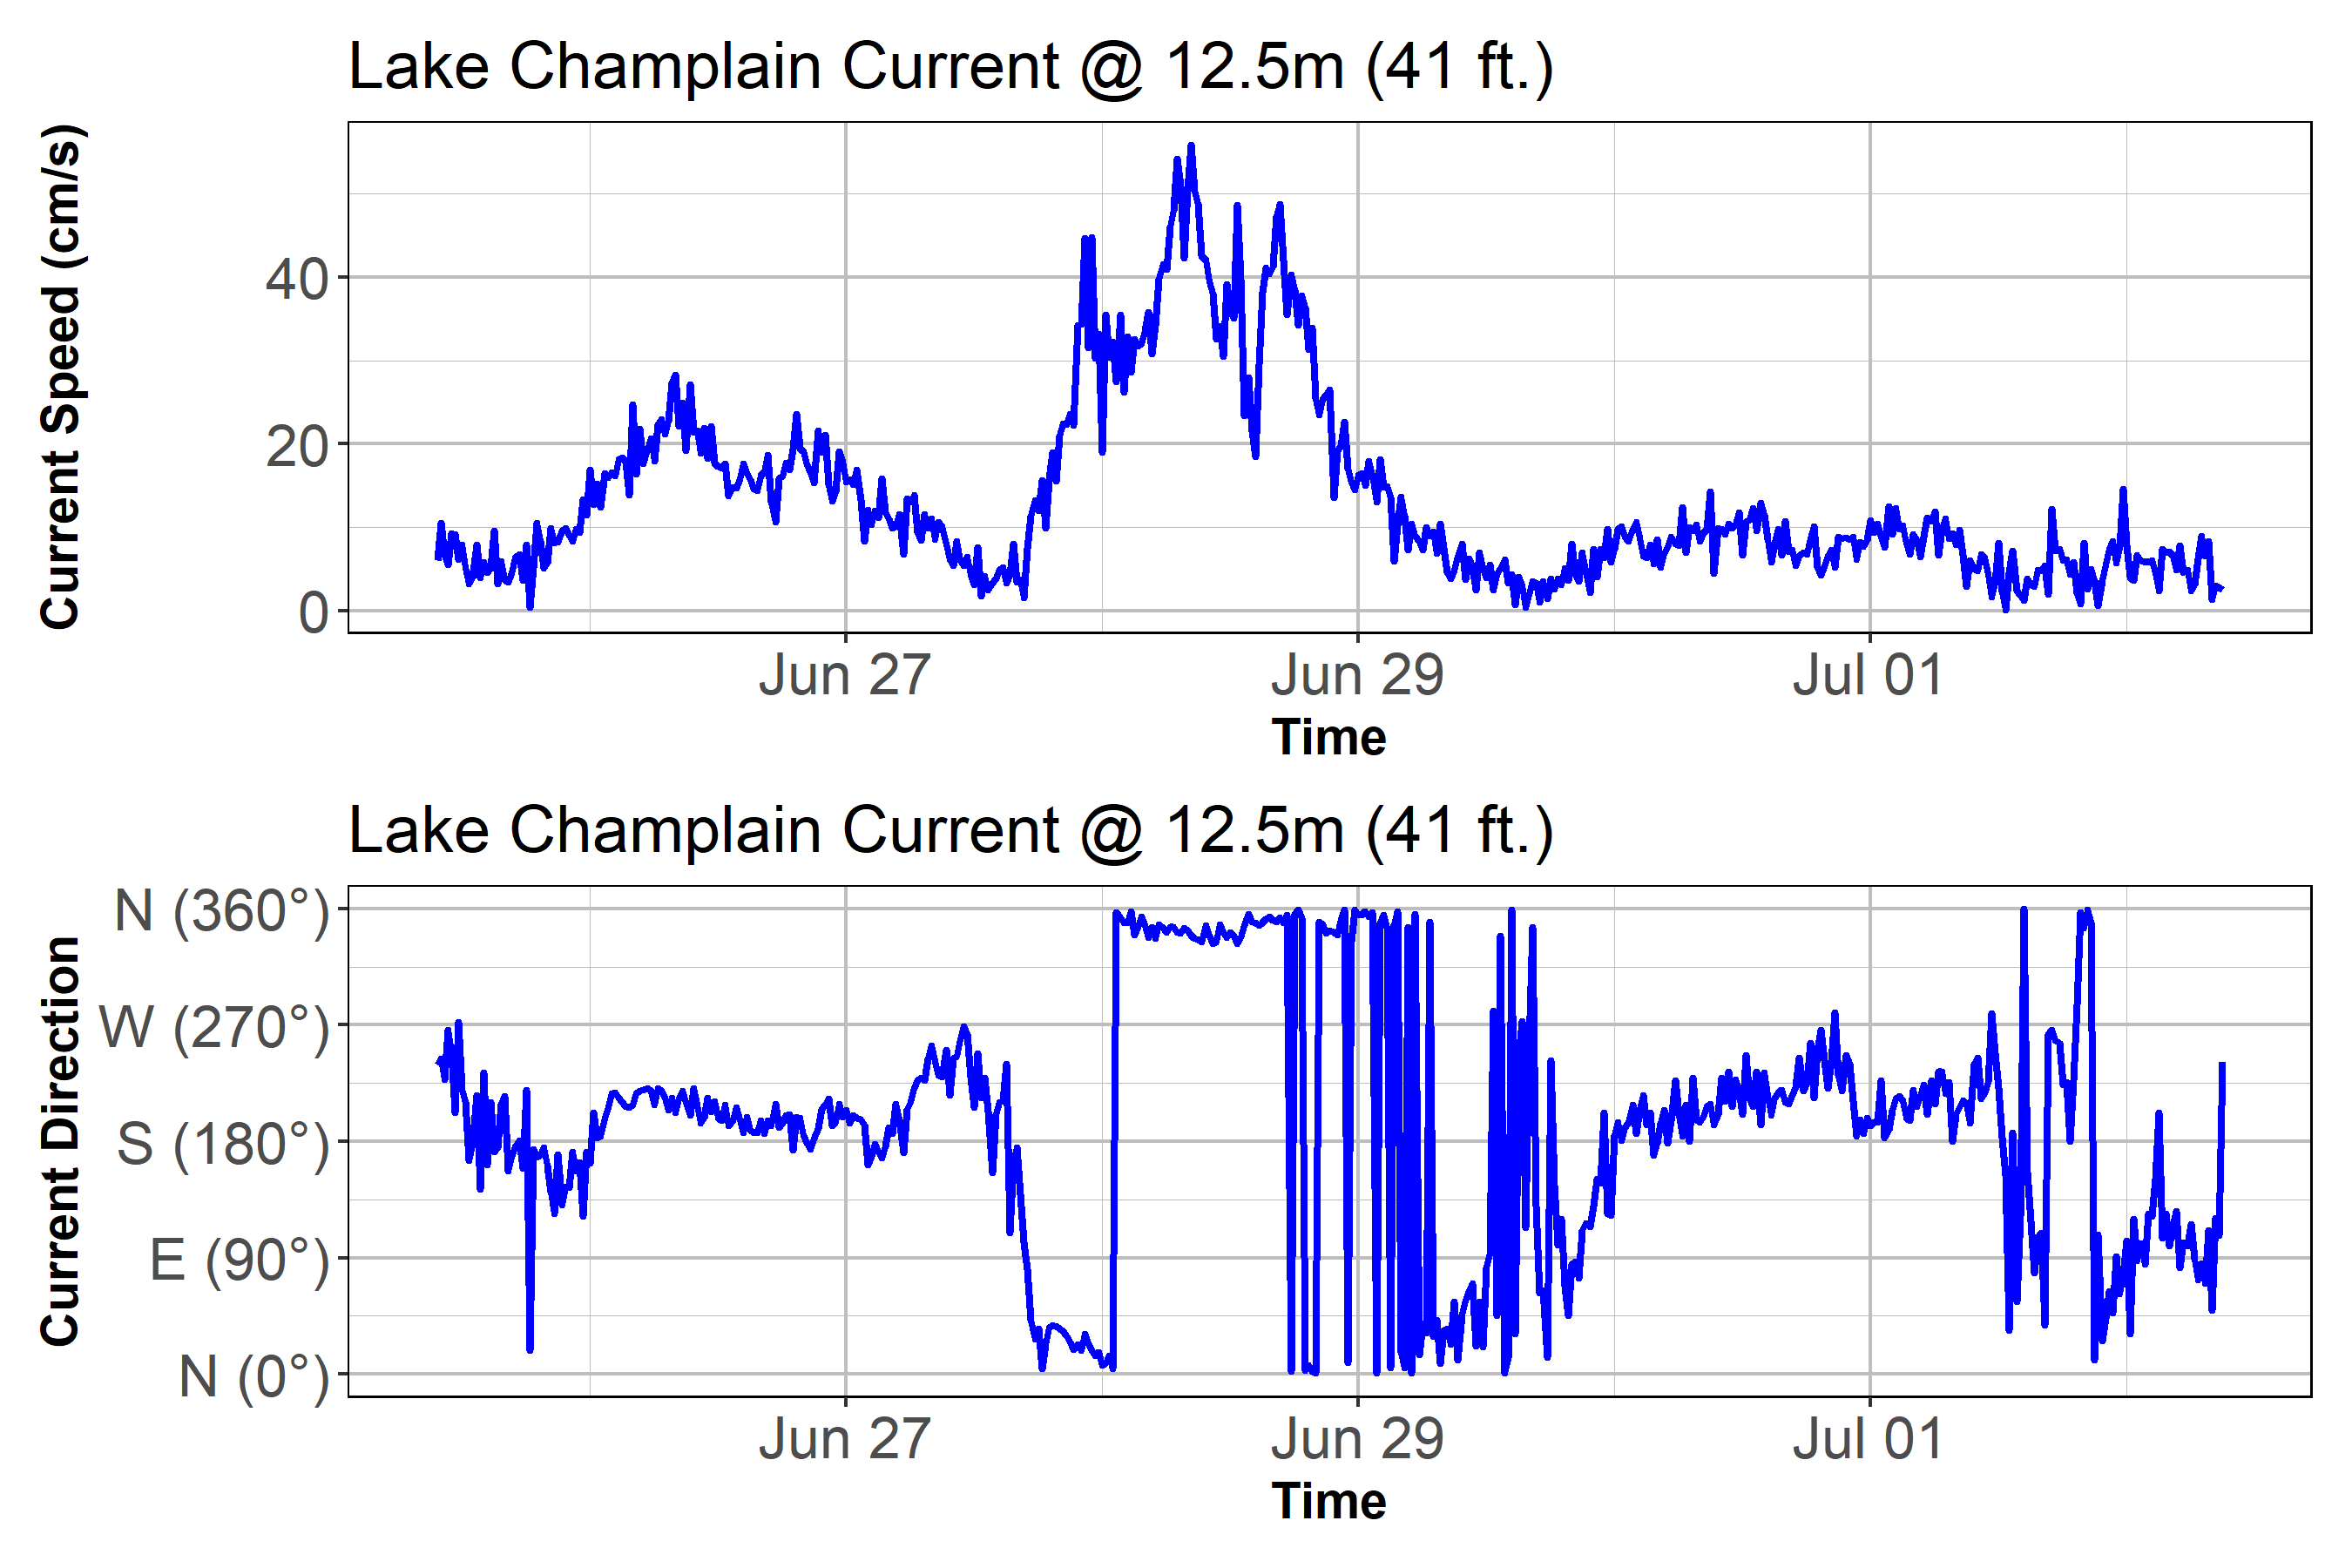 Lake Champlain Current @ 12.5m (41 ft.)
Current Speed (cm/s)
40
20
0
Jun 27
Jun 29
Jul 01
Time
Lake Champlain Current @ 12.5m (41 ft.)
Current Direction
N (360°)
W (270°)
S (180°)
E (90°)
N (0°)
Jun 27
Jun 29
Jul 01
Time